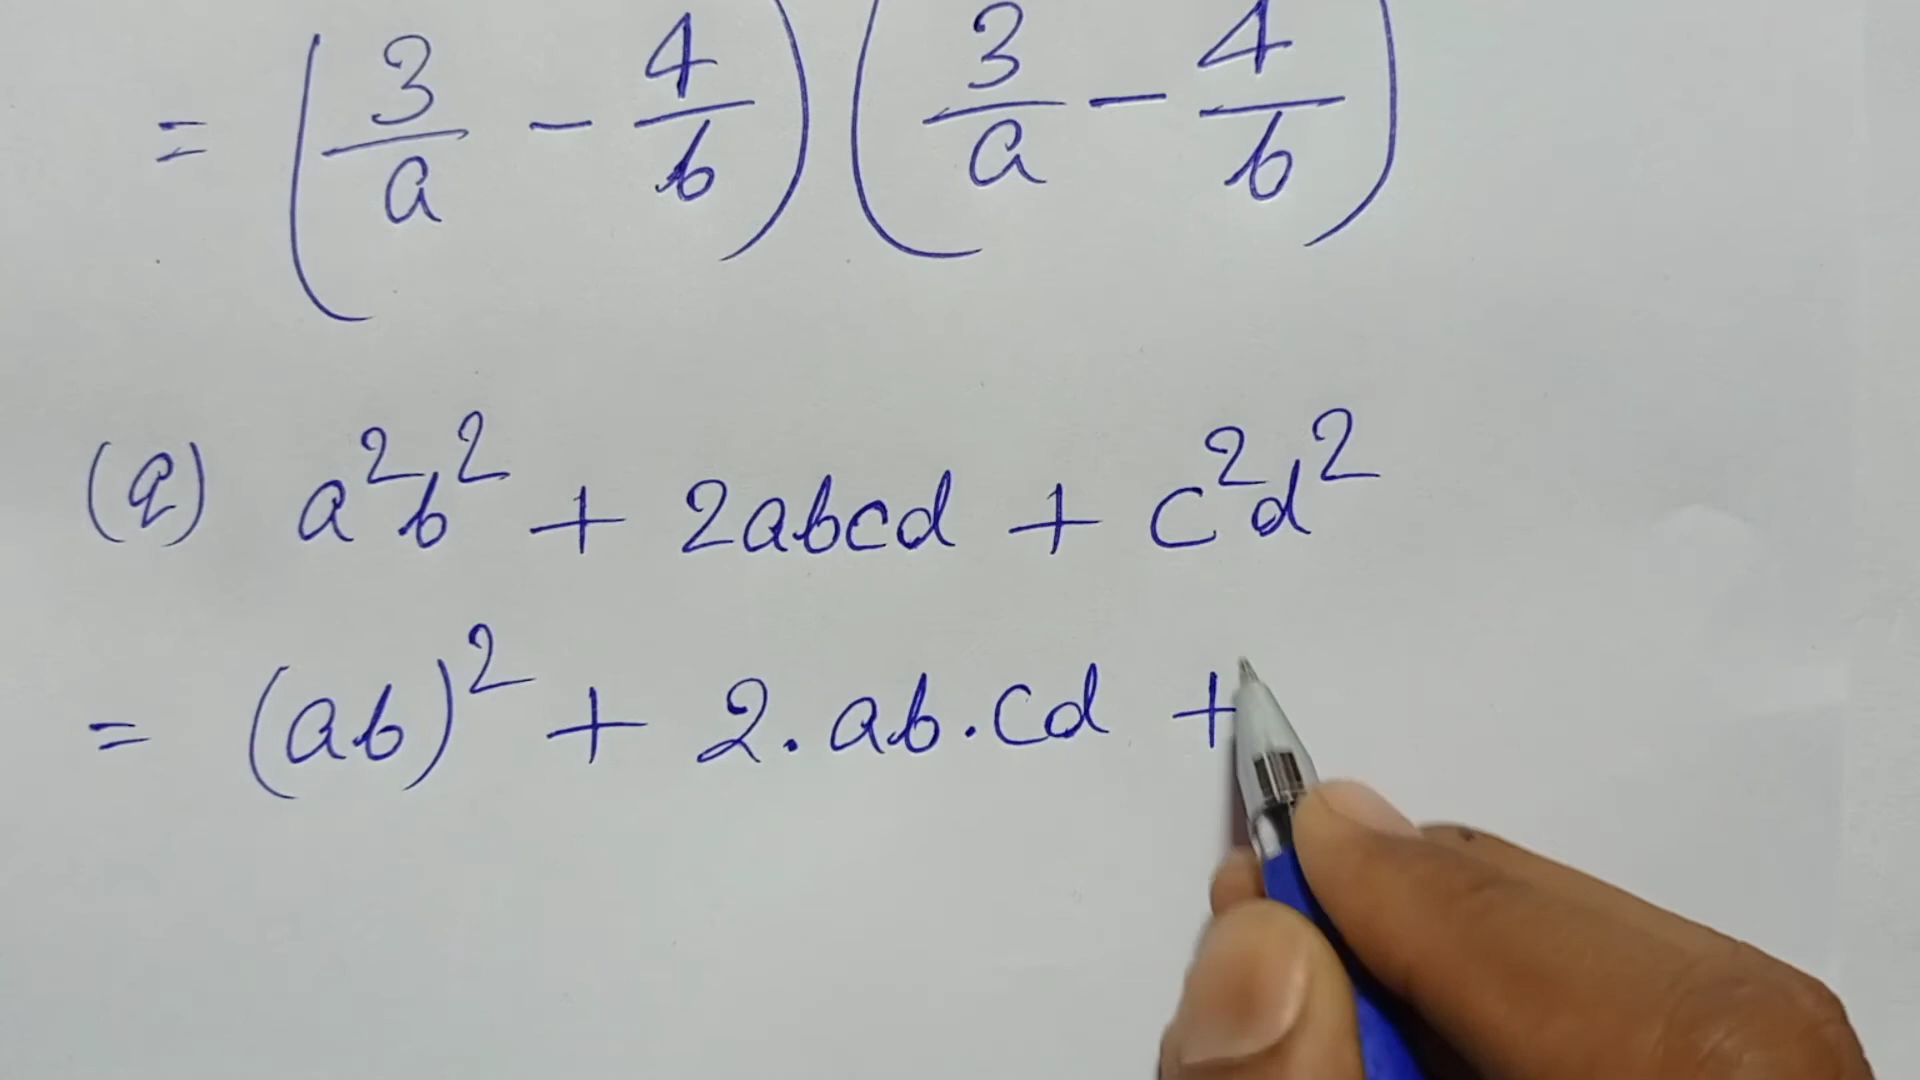 = (3/a - 4/b) (3/a - 4/b)
(q) a²b² + 2abcd + c²d²
= (ab)² + 2.ab.cd +